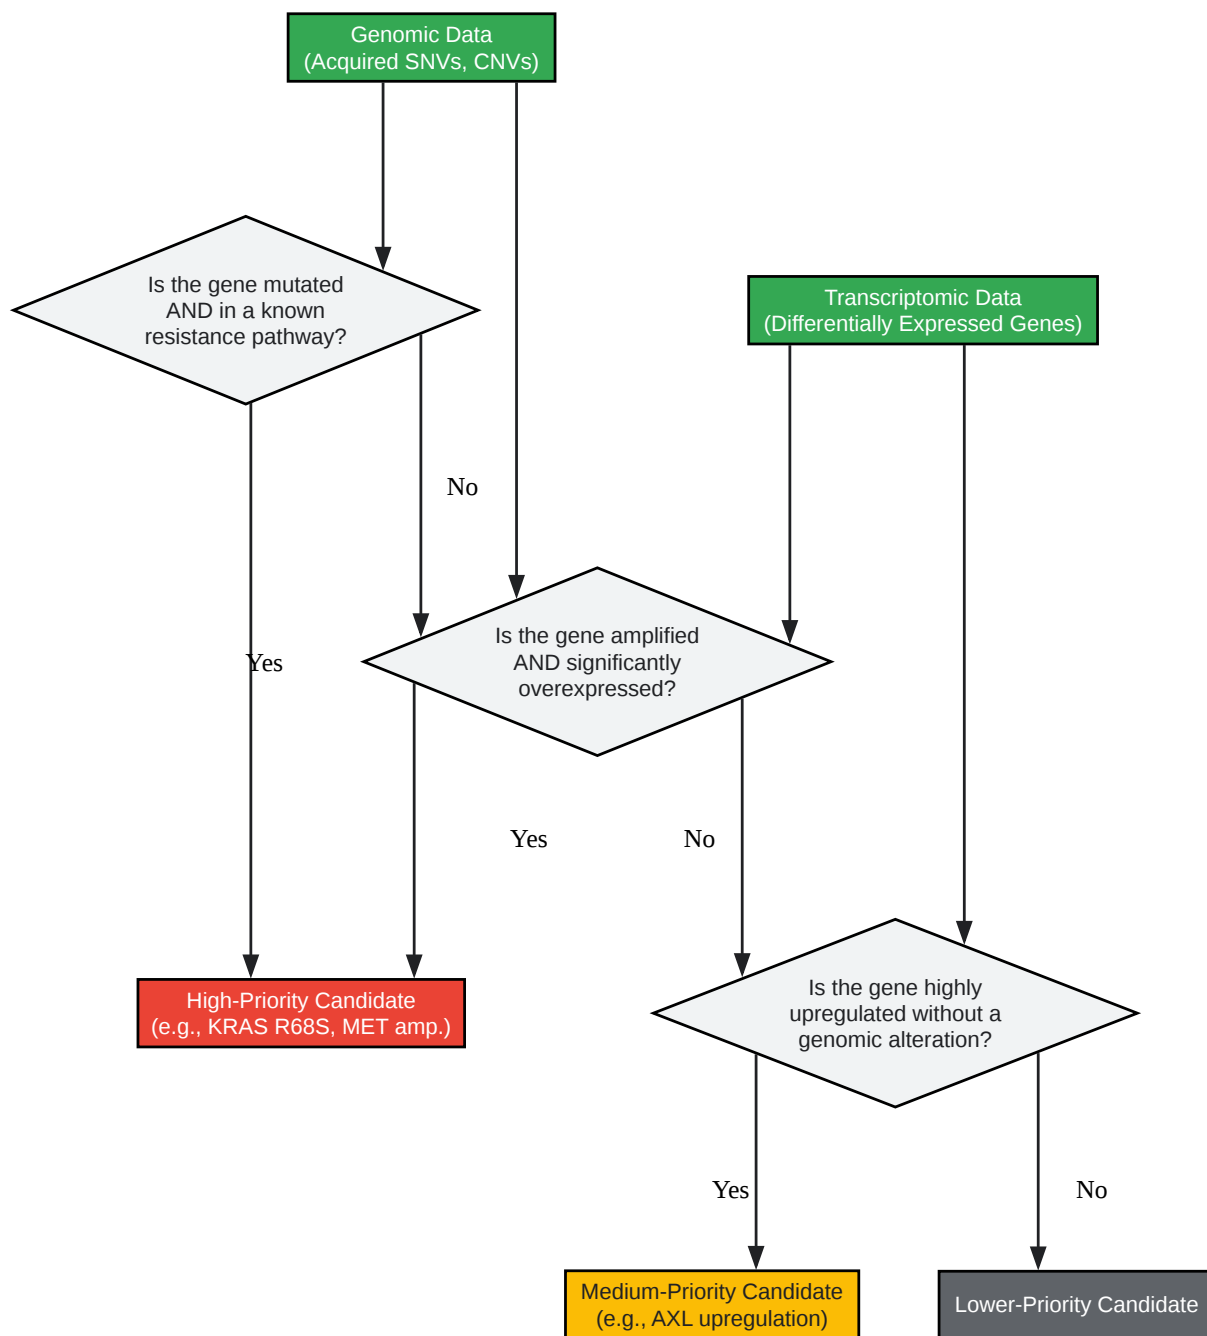 Genomic Data
(Acquired SNVs, CNVs)
Is the gene mutated
AND in a known
resistance pathway?
Transcriptomic Data
(Differentially Expressed Genes)
No
Yes
Is the gene amplified
AND significantly
overexpressed?
Yes
No
High-Priority Candidate
(e.g., KRAS R68S, MET amp.)
Is the gene highly
upregulated without a
genomic alteration?
Yes
No
Medium-Priority Candidate
(e.g., AXL upregulation)
Lower-Priority Candidate